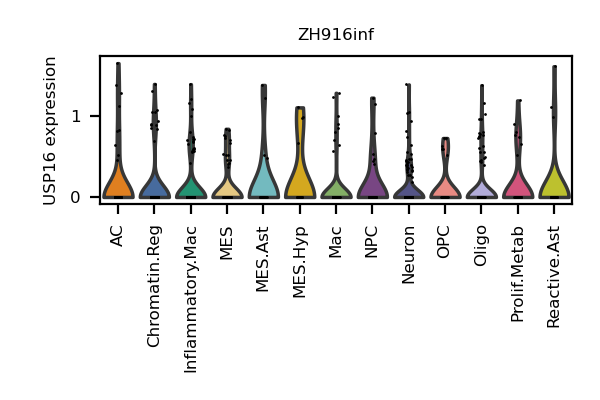 ZH916inf
USP16 expression
1
0
AC
Chromatin.Reg
Inflammatory.Mac
MES
MES.Ast
MES.Hyp
Mac
NPC
Neuron
OPC
Oligo
Prolif.Metab
Reactive.Ast